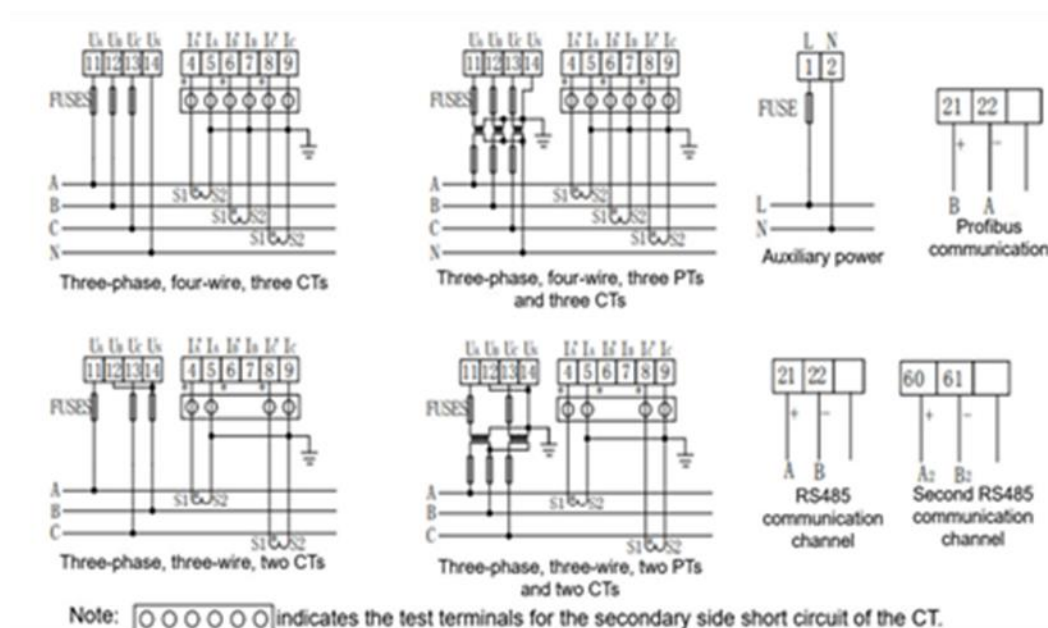 UA UB UC UN IA* IA IB* IB IC* IC
11 12 13 14 4 5 6 7 8 9
FUSES
A
B
C
N
S1 S2
S1 S2
S1 S2
Three-phase, four-wire, three CTs
UA UB UC UN IA* IA IB* IB IC* IC
11 12 13 14 4 5 6 7 8 9
FUSES
A
B
C
N
S1 S2
S1 S2
S1 S2
Three-phase, four-wire, three PTs
and three CTs
L N
1 2
FUSE
L
N
Auxiliary power
21 22
+ -
B A
Profibus
communication
UA UB UC UN IA* IA IB* IB IC* IC
11 12 13 14 4 5 6 7 8 9
FUSES
A
B
C
S1 S2
S1 S2
Three-phase, three-wire, two CTs
UA UB UC UN IA* IA IB* IB IC* IC
11 12 13 14 4 5 6 7 8 9
FUSES
A
B
C
S1 S2
S1 S2
Three-phase, three-wire, two PTs
and two CTs
21 22
+ -
A B
RS485
communication
channel
60 61
+ -
A2 B2
Second RS485
communication
channel
Note: indicates the test terminals for the secondary side short circuit of the CT.